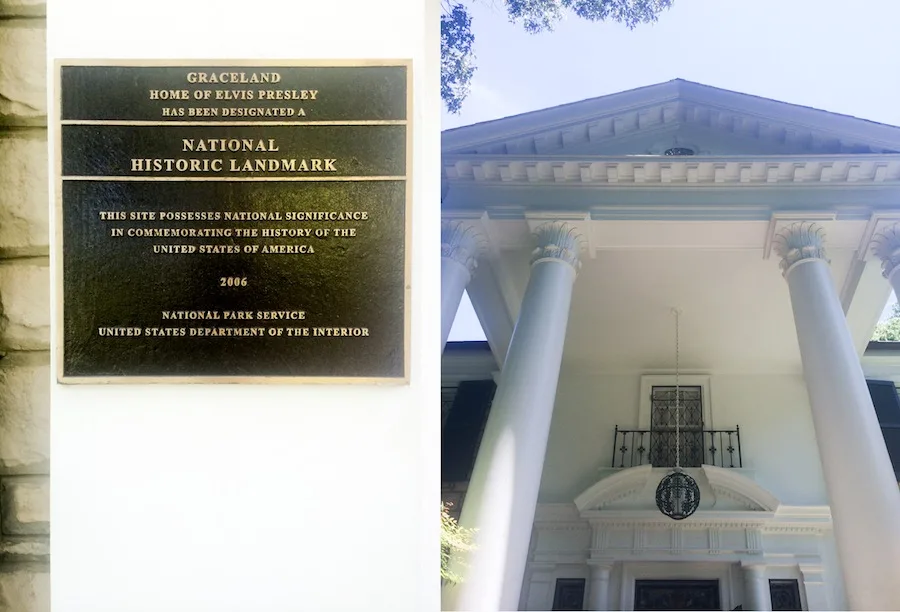 GRACELAND
HOME OF ELVIS PRESLEY
HAS BEEN DESIGNATED A
NATIONAL
HISTORIC LANDMARK
THIS SITE POSSESSES NATIONAL SIGNIFICANCE
IN COMMEMORATING THE HISTORY OF THE
UNITED STATES OF AMERICA
2006
NATIONAL PARK SERVICE
UNITED STATES DEPARTMENT OF THE INTERIOR